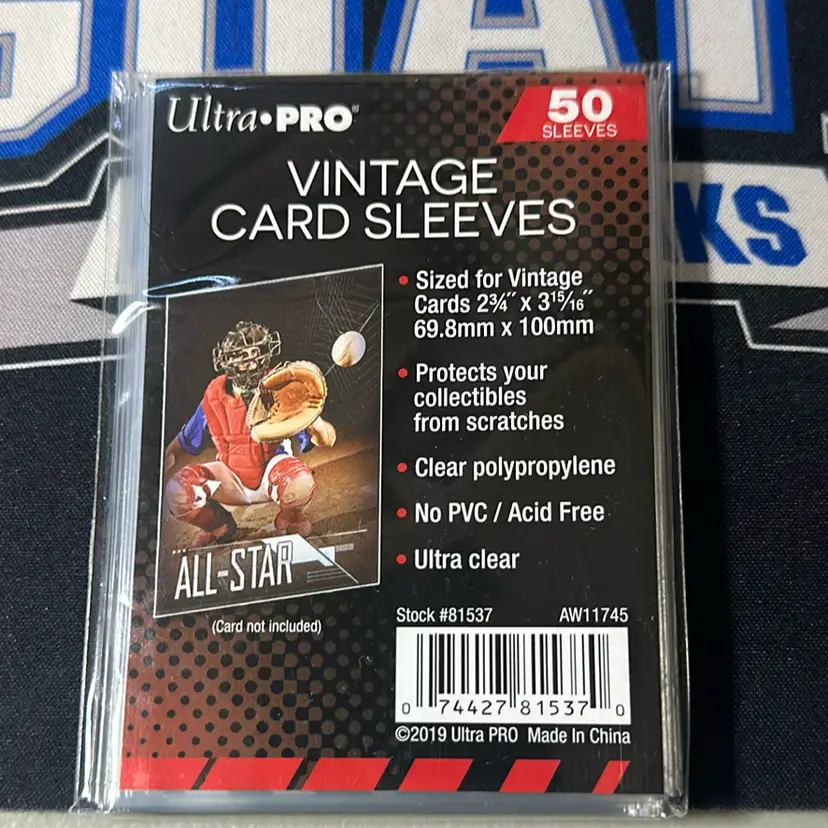 Ultra•PRO®
50
SLEEVES
VINTAGE
CARD SLEEVES
• Sized for Vintage
Cards 2¾″ x 3¹⁵⁄₁₆″
69.8mm x 100mm
• Protects your
collectibles
from scratches
• Clear polypropylene
• No PVC / Acid Free
• Ultra clear
ALL-STAR
(Card not included)
Stock #81537 AW11745
0 74427 81537 0
©2019 Ultra PRO Made In China